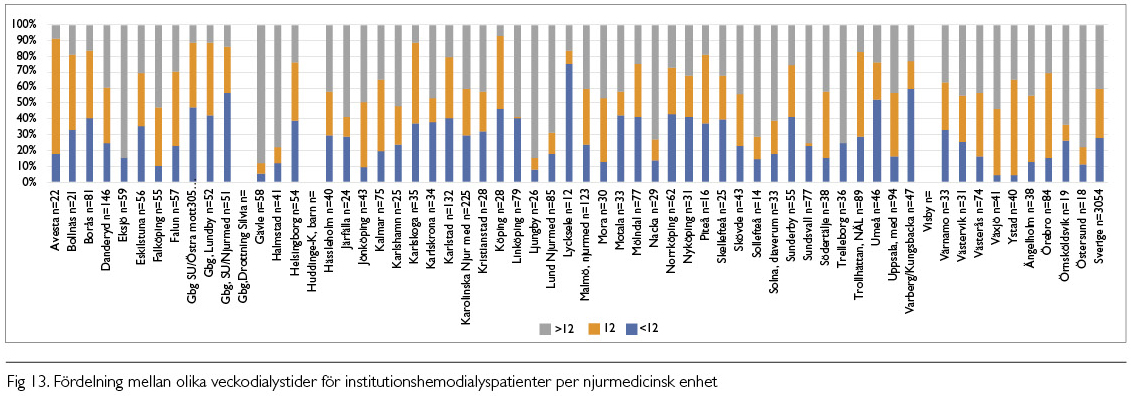 100%
90%
80%
70%
60%
50%
40%
30%
20%
10%
0%
Avesta n=22
Bollnäs n=21
Borås n=81
Danderyd n=146
Eksjö n=59
Eskilstuna n=56
Falköping n=55
Falun n=57
Gbg SU/Östra mott305...
Gbg, Lundby n=52
Gbg, SU/Njurmed n=51
Gbg,Drottning Silvia n=
Gävle n=58
Halmstad n=41
Helsingborg n=54
Huddinge-K, barn n=
Hässleholm n=40
Järfälla n=24
Jönköping n=43
Kalmar n=75
Karlshamn n=25
Karlskoga n=35
Karlskrona n=34
Karlstad n=132
Karolinska Njur med n=225
Kristianstad n=28
Köping n=28
Linköping n=79
Ljungby n=26
Lund Njurmed n=85
Lycksele n=12
Malmö, njurmed n=123
Mora n=30
Motala n=33
Mölndal n=77
Nacka n=29
Norrköping n=62
Nyköping n=31
Piteå n=16
Skellefteå n=25
Skövde n=43
Sollefteå n=14
Solna, diaverum n=38
Sunderby n=55
Sundsvall n=77
Södertälje n=38
Trelleborg n=36
Trollhättan, NÄL n=89
Umeå n=46
Uppsala, med n=94
Varberg/Kungsbacka n=47
Visby n=
Värnamo n=33
Västervik n=31
Västerås n=74
Växjö n=41
Ystad n=40
Ängelholm n=38
Örebro n=84
Örnsköldsvik n=19
Östersund n=18
Sverige n=3054
>12 12 <12
Fig 13. Fördelning mellan olika veckodialystider för institutionshemodialyspatienter per njurmedicinsk enhet